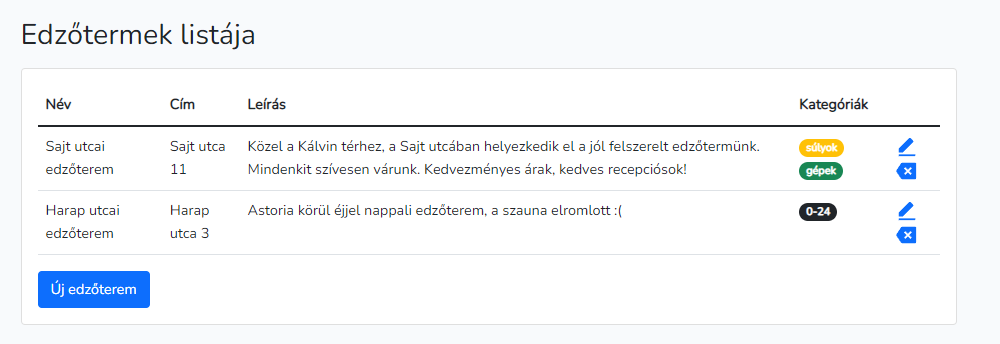 Edzőtermek listája
Név Cím Leírás Kategóriák
Sajt utcai Sajt utca Közel a Kálvin térhez, a Sajt utcában helyezkedik el a jól felszerelt edzőtermünk. súlyok
edzőterem 11 Mindenkit szívesen várunk. Kedvezményes árak, kedves recepciósok! gépek
Harap utcai Harap Astoria körül éjjel nappali edzőterem, a szauna elromlott :( 0-24
edzőterem utca 3
Új edzőterem